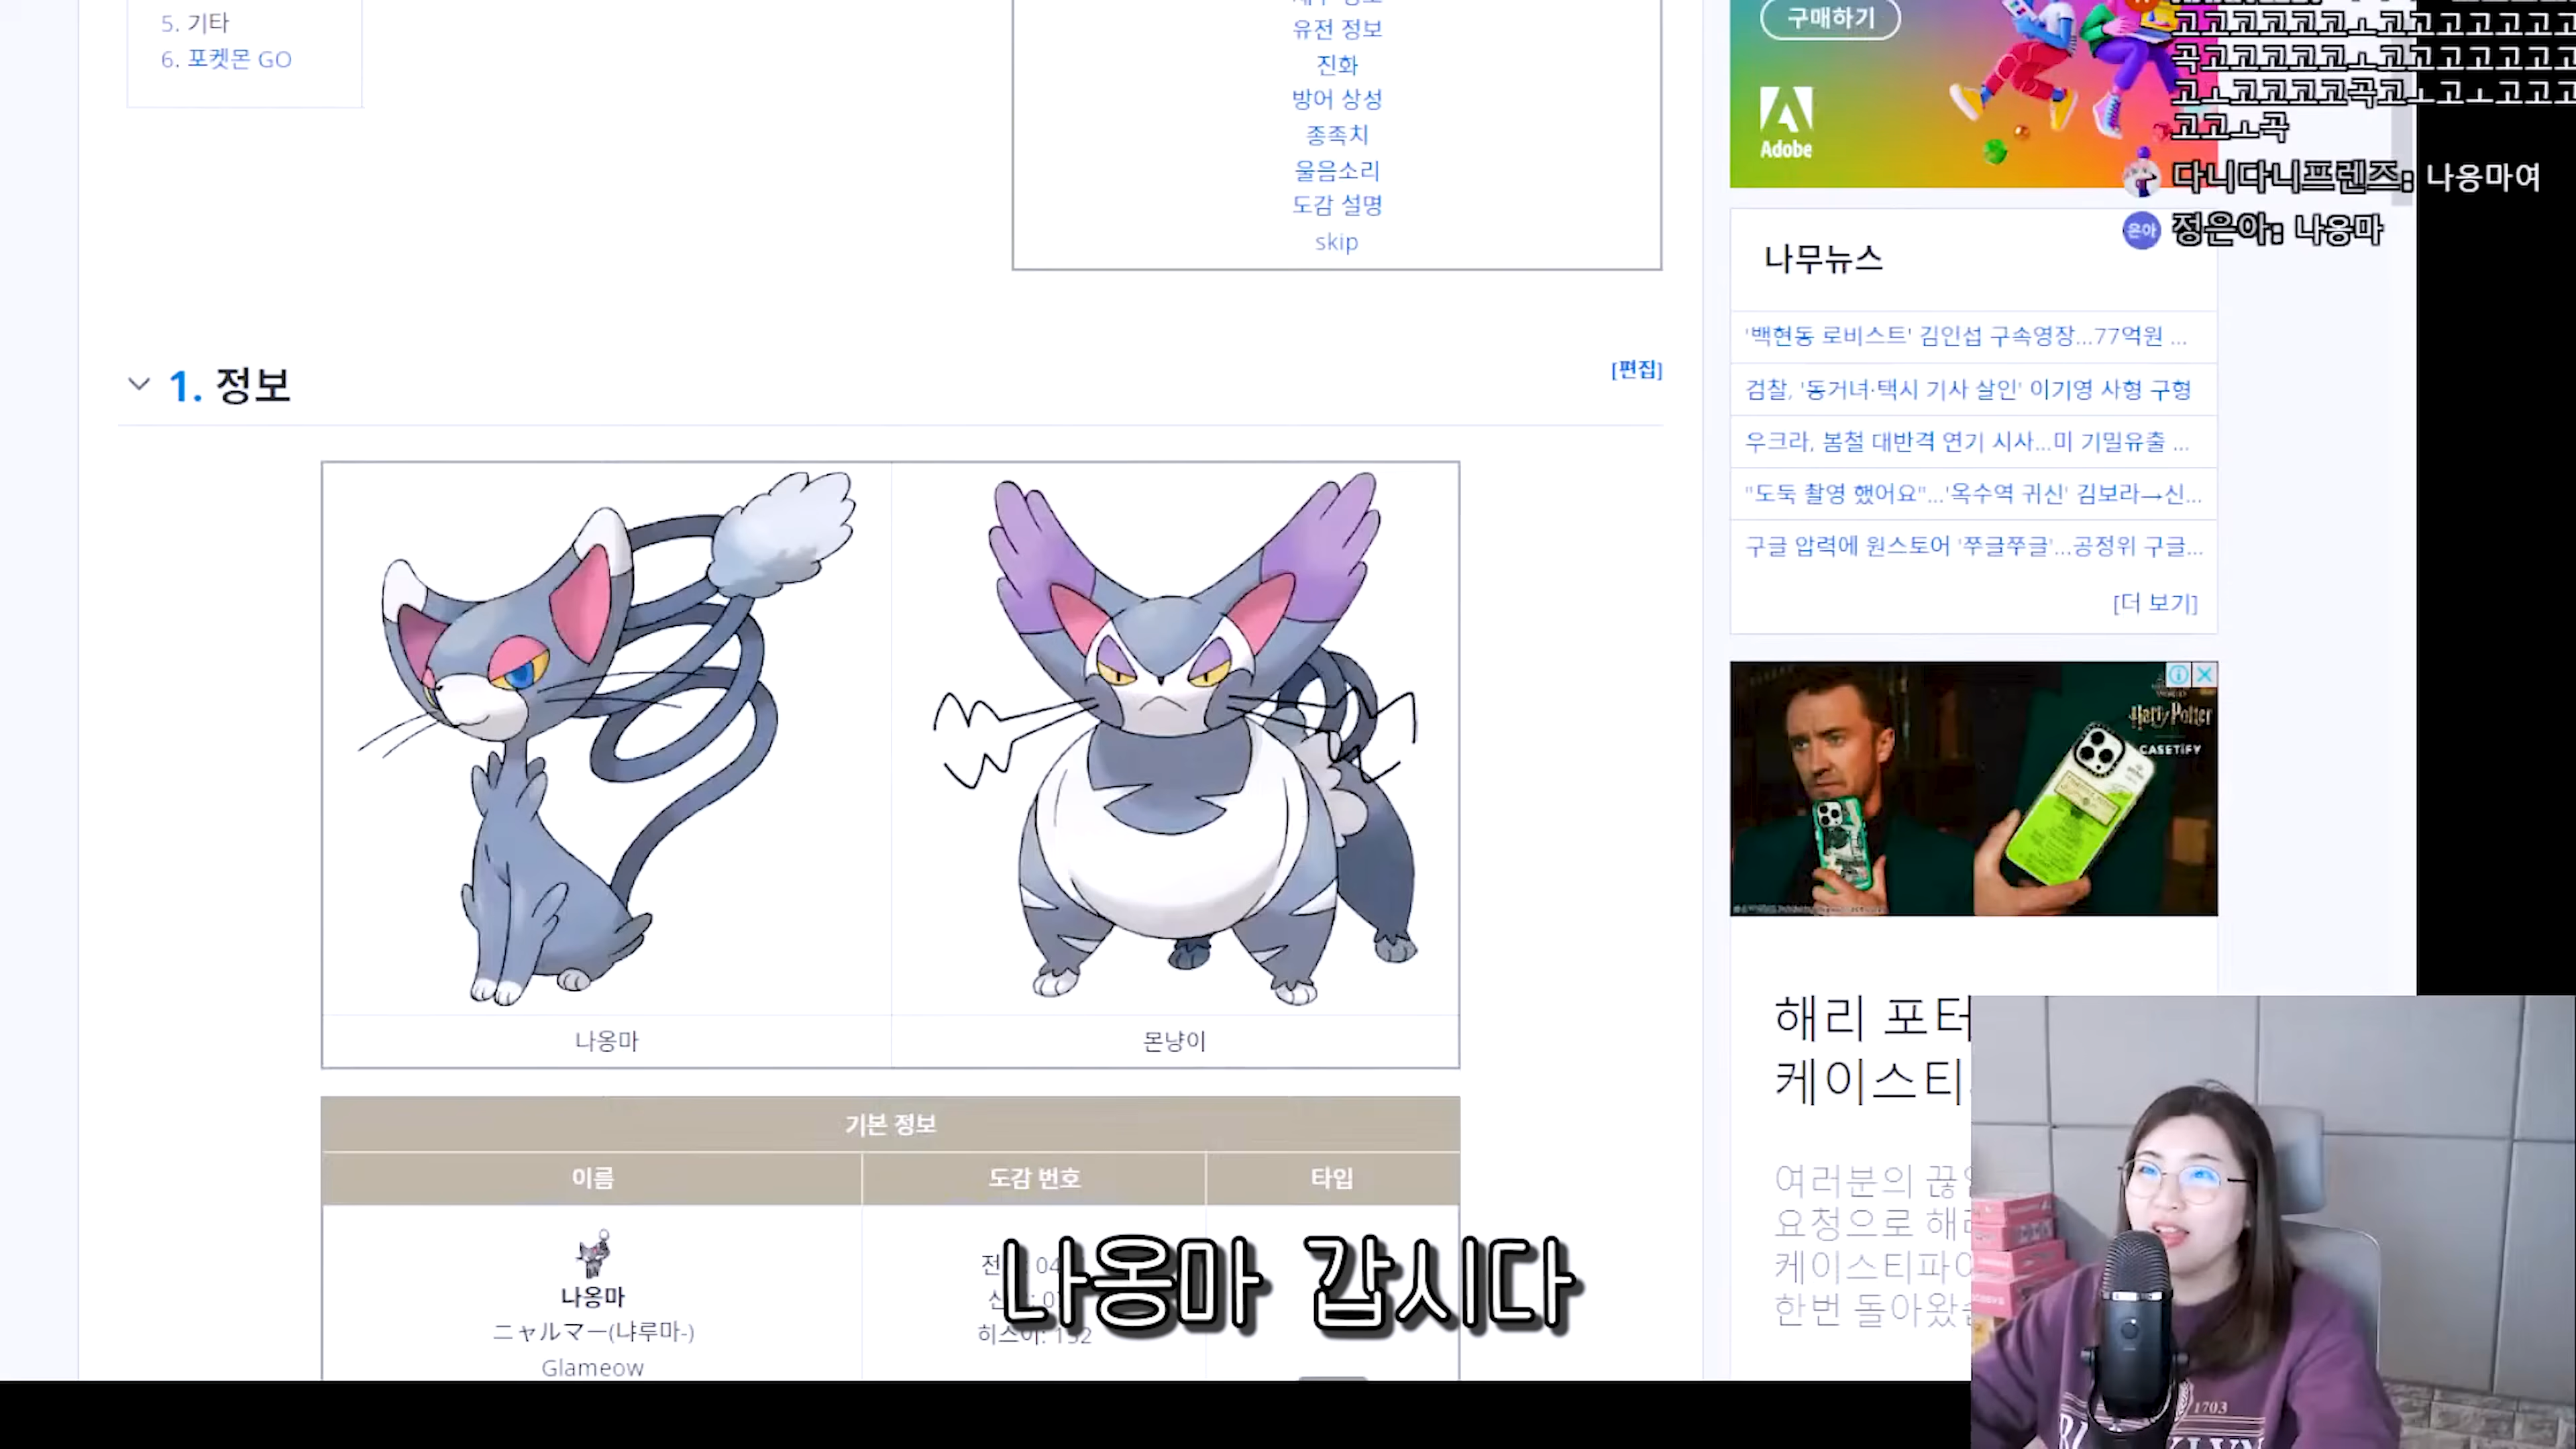 5. 기타
6. 포켓몬 GO
유전 정보
진화
방어 상성
종족치
울음소리
도감 설명
skip
1. 정보
[편집]
나옹마
몬냥이
기본 정보
이름
도감 번호
타입
나옹마
ニャルマー(냐루마-)
Glameow
나옹마 갑시다
구매하기
Adobe
고고ㅗ곡
다니다니프렌즈: 나옹마여
은아 정은아: 나옹마
나무뉴스
'백현동 로비스트' 김인섭 구속영장...77억원 ...
검찰, '동거녀·택시 기사 살인' 이기영 사형 구형
우크라, 봄철 대반격 연기 시사...미 기밀유출 ...
"도둑 촬영 했어요"...'옥수역 귀신' 김보라→신...
구글 압력에 원스토어 '쭈글쭈글'...공정위 구글...
[더 보기]
Harry Potter
CASETiFY
해리 포터
케이스티
여러분의
요청으로
케이스티파이
한번 돌아왔
1703